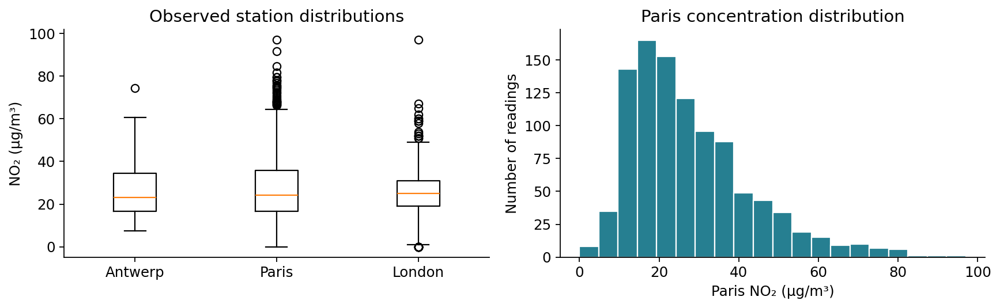 Observed station distributions
NO₂ (µg/m³)
100
80
60
40
20
0
Antwerp Paris London
Paris concentration distribution
Number of readings
150
125
100
75
50
25
0
0 20 40 60 80 100
Paris NO₂ (µg/m³)